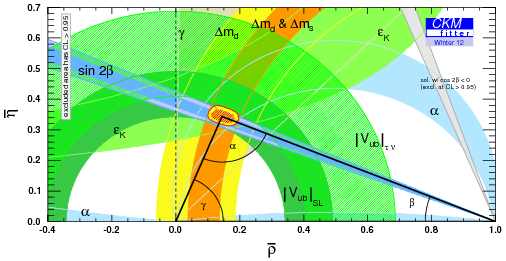 0.7
0.6
0.5
0.4
0.3
0.2
0.1
0.0
η̅
excluded area has CL > 0.95
γ
Δm_d
Δm_d & Δm_s
ε_K
CKM
fitter
Winter 12
sin 2β
sol. w/ cos 2β < 0
(excl. at CL > 0.95)
α
ε_K
α
|V_ub|_τν
|V_ub|_SL
α
γ
β
-0.4
-0.2
0.0
0.2
0.4
0.6
0.8
1.0
ρ̅